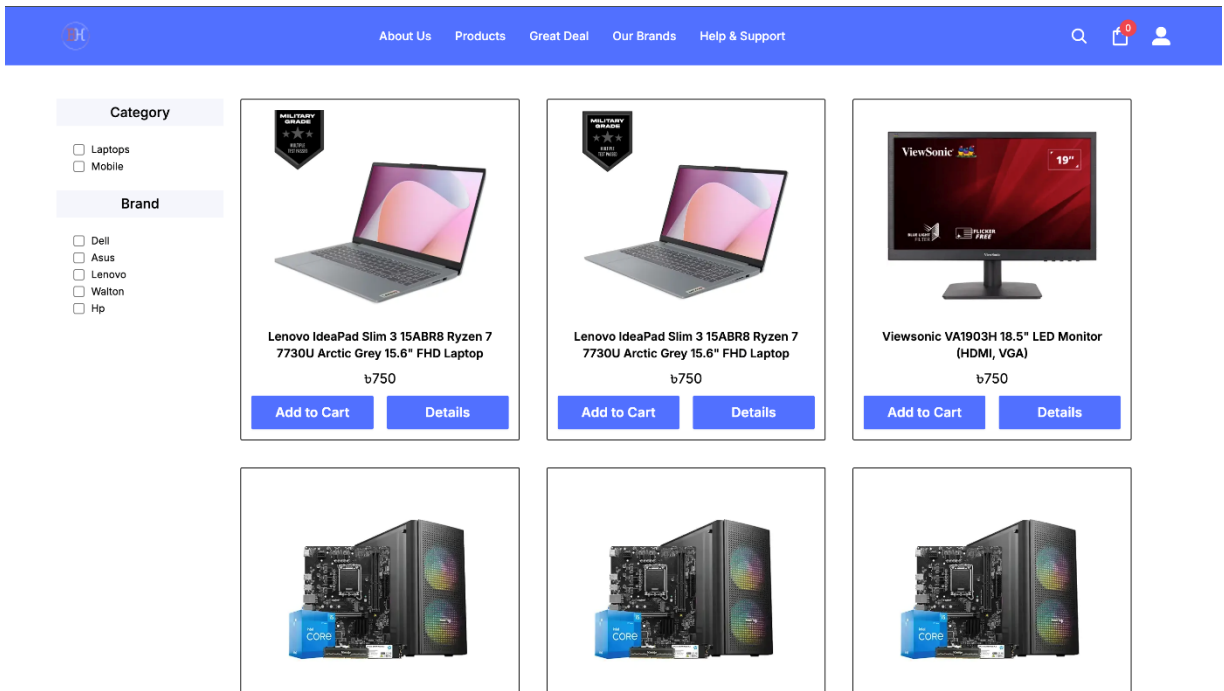 About Us Products Great Deal Our Brands Help & Support
0
Category
Laptops
Mobile
Brand
Dell
Asus
Lenovo
Walton
Hp
MILITARY
GRADE
Lenovo IdeaPad Slim 3 15ABR8 Ryzen 7
7730U Arctic Grey 15.6" FHD Laptop
৳750
Add to Cart Details
MILITARY
GRADE
Lenovo IdeaPad Slim 3 15ABR8 Ryzen 7
7730U Arctic Grey 15.6" FHD Laptop
৳750
Add to Cart Details
ViewSonic
19"
BLUE LIGHT
FILTER
FLICKER
FREE
Viewsonic VA1903H 18.5" LED Monitor
(HDMI, VGA)
৳750
Add to Cart Details
CORE
CORE
CORE